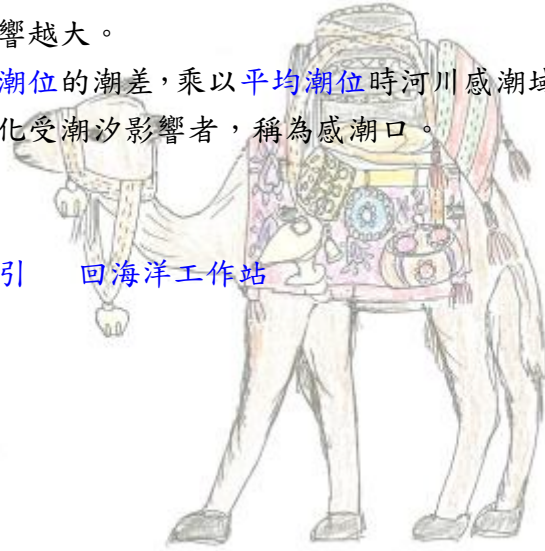 響越大。
潮位的潮差，乘以平均潮位時河川感潮域
化受潮汐影響者，稱為感潮口。
引 回海洋工作站